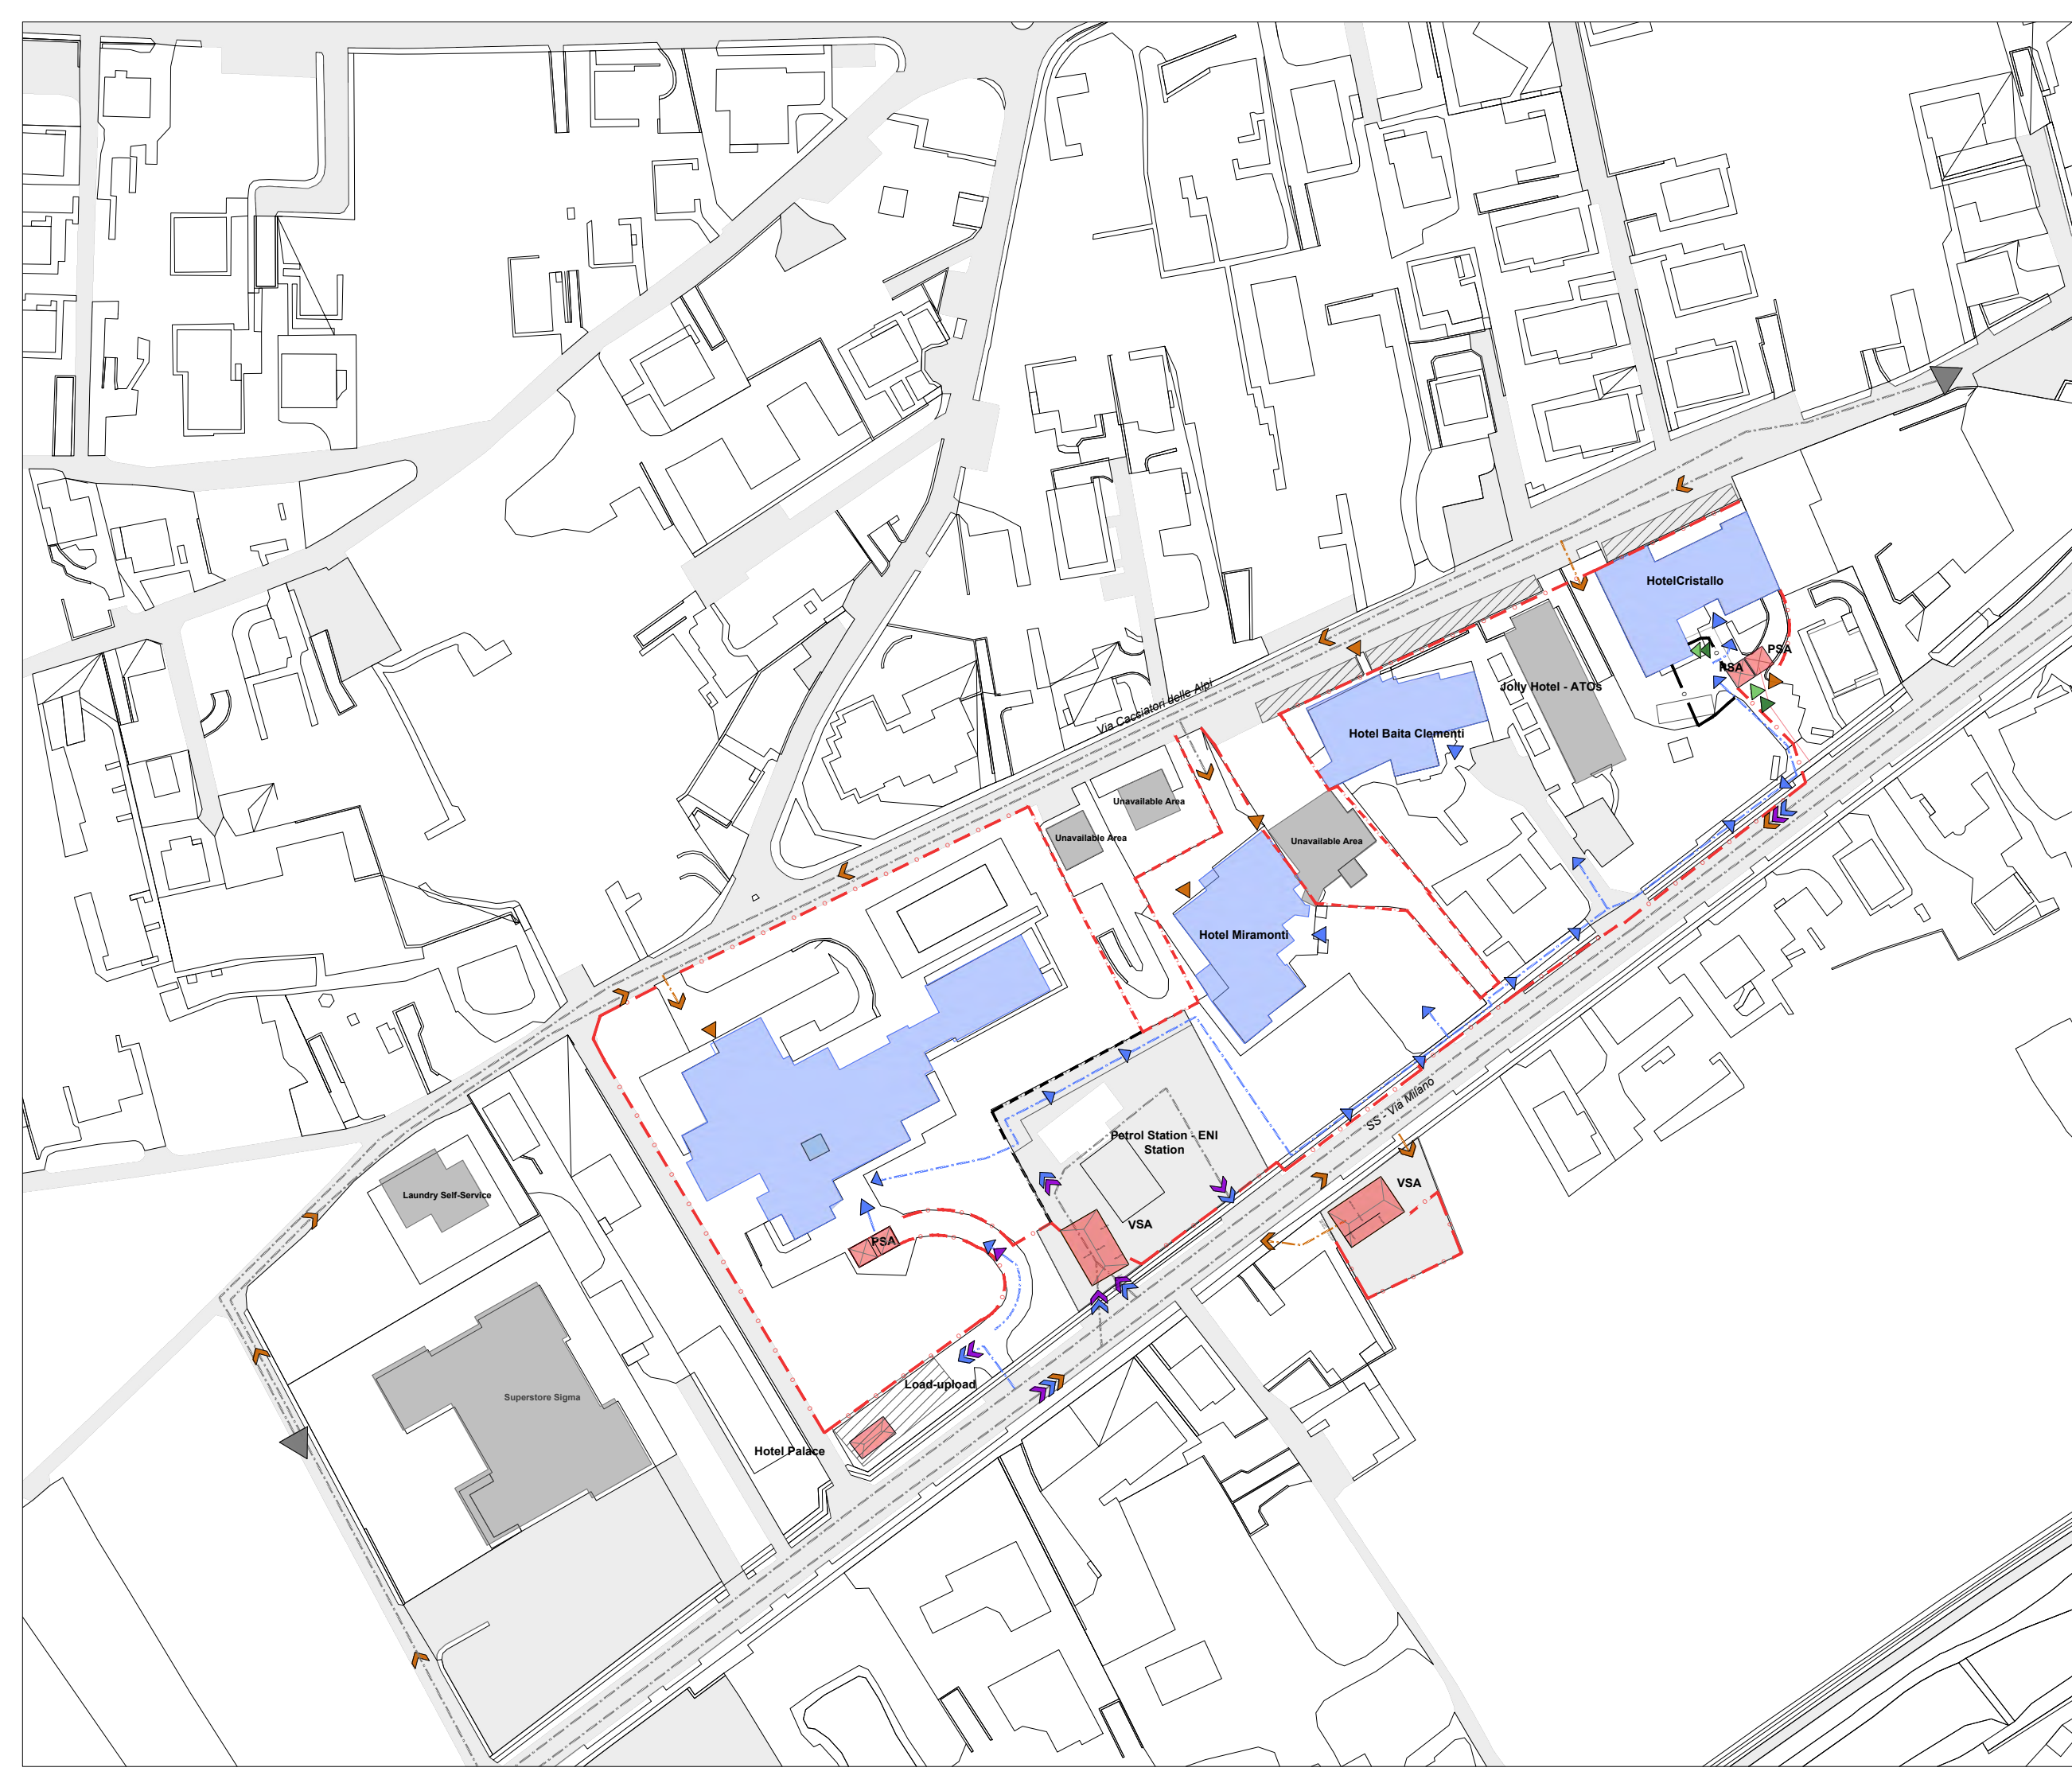 HotelCristallo
PSA
PSA
Jolly Hotel - ATOs
Via Cacciatori delle Alpi
Hotel Baita Clementi
Unavailable Area
Unavailable Area
Unavailable Area
Hotel Miramonti
SS - Via Milano
Petrol Station - ENI
Station
VSA
Laundry Self-Service
VSA
PSA
Load-upload
Superstore Sigma
Hotel Palace